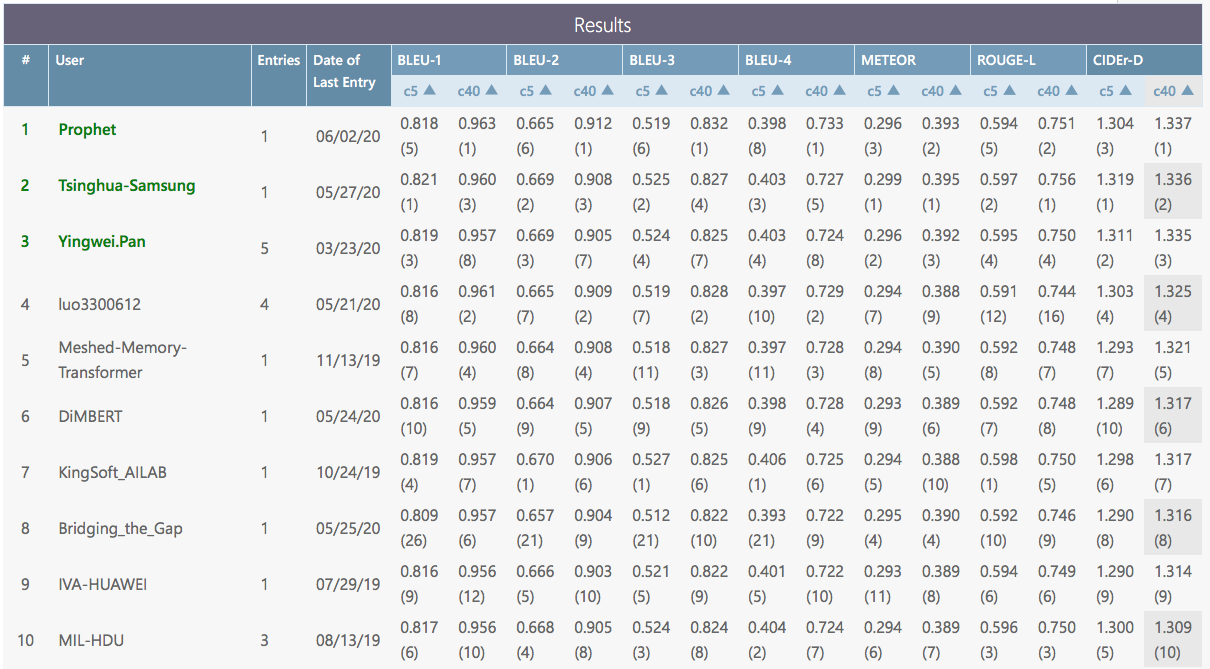 Results
# User Entries Date of Last Entry BLEU-1 BLEU-2 BLEU-3 BLEU-4 METEOR ROUGE-L CIDEr-D
c5 ▲ c40 ▲ c5 ▲ c40 ▲ c5 ▲ c40 ▲ c5 ▲ c40 ▲ c5 ▲ c40 ▲ c5 ▲ c40 ▲ c5 ▲ c40 ▲
1 Prophet 1 06/02/20 0.818 0.963 0.665 0.912 0.519 0.832 0.398 0.733 0.296 0.393 0.594 0.751 1.304 1.337
(5) (1) (6) (1) (6) (1) (8) (1) (3) (2) (5) (2) (3) (1)
2 Tsinghua-Samsung 1 05/27/20 0.821 0.960 0.669 0.908 0.525 0.827 0.403 0.727 0.299 0.395 0.597 0.756 1.319 1.336
(1) (3) (2) (3) (2) (4) (3) (5) (1) (1) (2) (1) (1) (2)
3 Yingwei.Pan 5 03/23/20 0.819 0.957 0.669 0.905 0.524 0.825 0.403 0.724 0.296 0.392 0.595 0.750 1.311 1.335
(3) (8) (3) (7) (4) (7) (4) (8) (2) (3) (4) (4) (2) (3)
4 luo3300612 4 05/21/20 0.816 0.961 0.665 0.909 0.519 0.828 0.397 0.729 0.294 0.388 0.591 0.744 1.303 1.325
(8) (2) (7) (2) (7) (2) (10) (2) (7) (9) (12) (16) (4) (4)
5 Meshed-Memory-Transformer 1 11/13/19 0.816 0.960 0.664 0.908 0.518 0.827 0.397 0.728 0.294 0.390 0.592 0.748 1.293 1.321
(7) (4) (8) (4) (11) (3) (11) (3) (8) (5) (8) (7) (7) (5)
6 DiMBERT 1 05/24/20 0.816 0.959 0.664 0.907 0.518 0.826 0.398 0.728 0.293 0.389 0.592 0.748 1.289 1.317
(10) (5) (9) (5) (9) (5) (9) (4) (9) (6) (7) (8) (10) (6)
7 KingSoft_AILAB 1 10/24/19 0.819 0.957 0.670 0.906 0.527 0.825 0.406 0.725 0.294 0.388 0.598 0.750 1.298 1.317
(4) (7) (1) (6) (1) (6) (1) (6) (5) (10) (1) (5) (6) (7)
8 Bridging_the_Gap 1 05/25/20 0.809 0.957 0.657 0.904 0.512 0.822 0.393 0.722 0.295 0.390 0.592 0.746 1.290 1.316
(26) (6) (21) (9) (21) (10) (21) (9) (4) (4) (10) (9) (8) (8)
9 IVA-HUAWEI 1 07/29/19 0.816 0.956 0.666 0.903 0.521 0.822 0.401 0.722 0.293 0.389 0.594 0.749 1.290 1.314
(9) (12) (5) (10) (5) (9) (5) (10) (11) (8) (6) (6) (9) (9)
10 MIL-HDU 3 08/13/19 0.817 0.956 0.668 0.905 0.524 0.824 0.404 0.724 0.294 0.389 0.596 0.750 1.300 1.309
(6) (10) (4) (8) (3) (8) (2) (7) (6) (7) (3) (3) (5) (10)